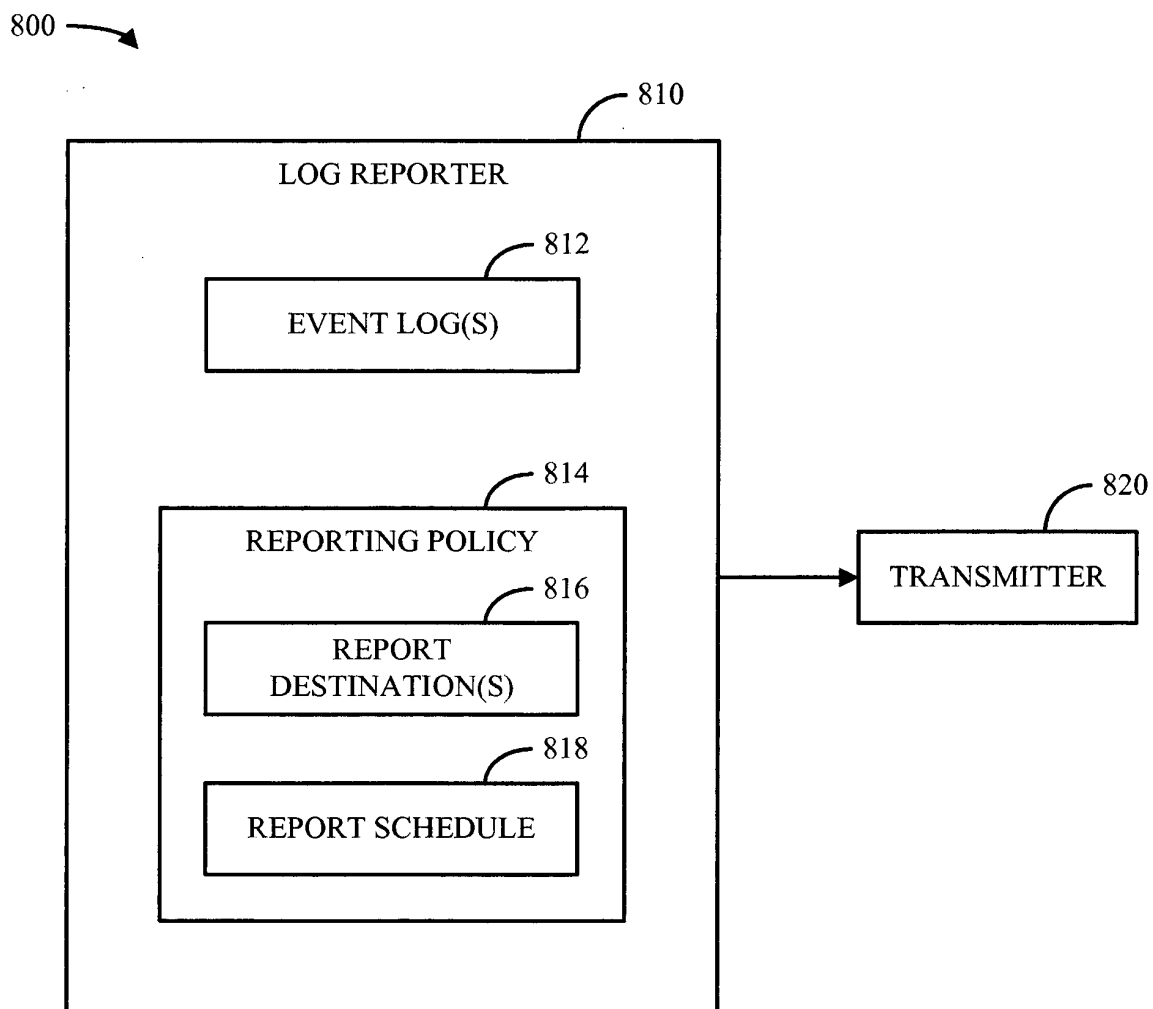 800
810
LOG REPORTER
812
EVENT LOG(S)
814
REPORTING POLICY
816
REPORT
DESTINATION(S)
818
REPORT SCHEDULE
820
TRANSMITTER